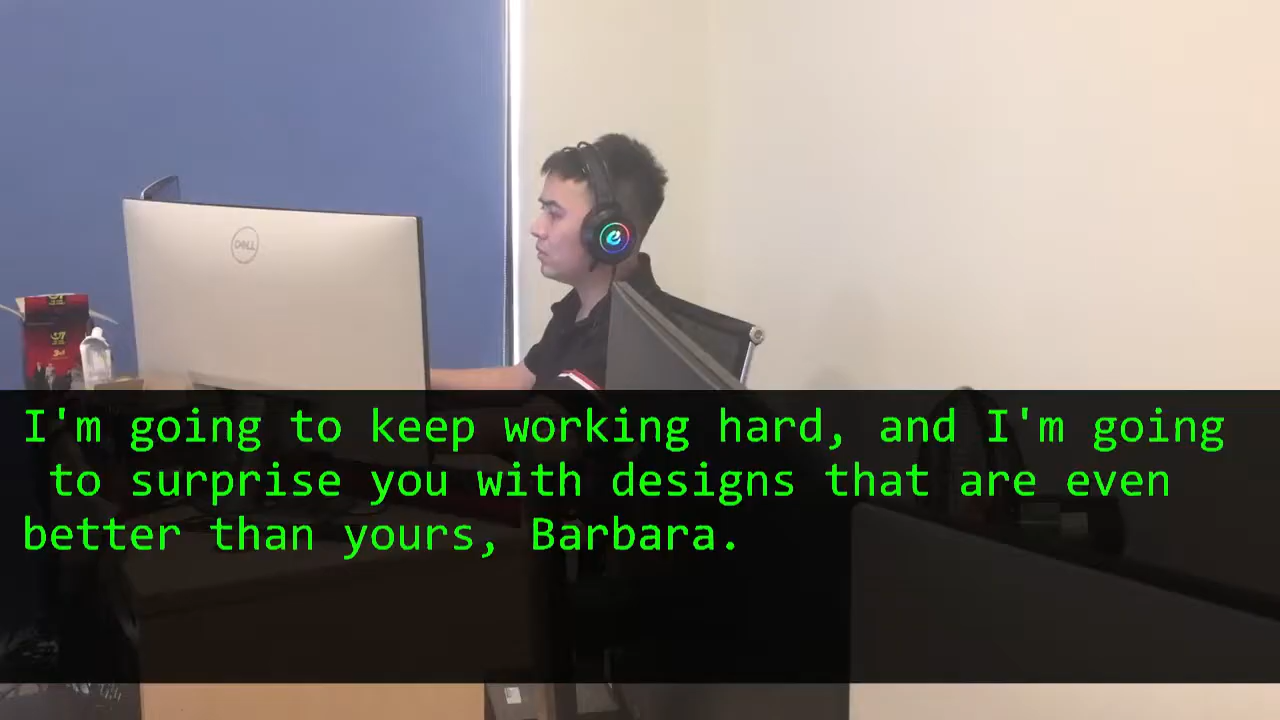 DELL
I'm going to keep working hard, and I'm going
to surprise you with designs that are even
better than yours, Barbara.